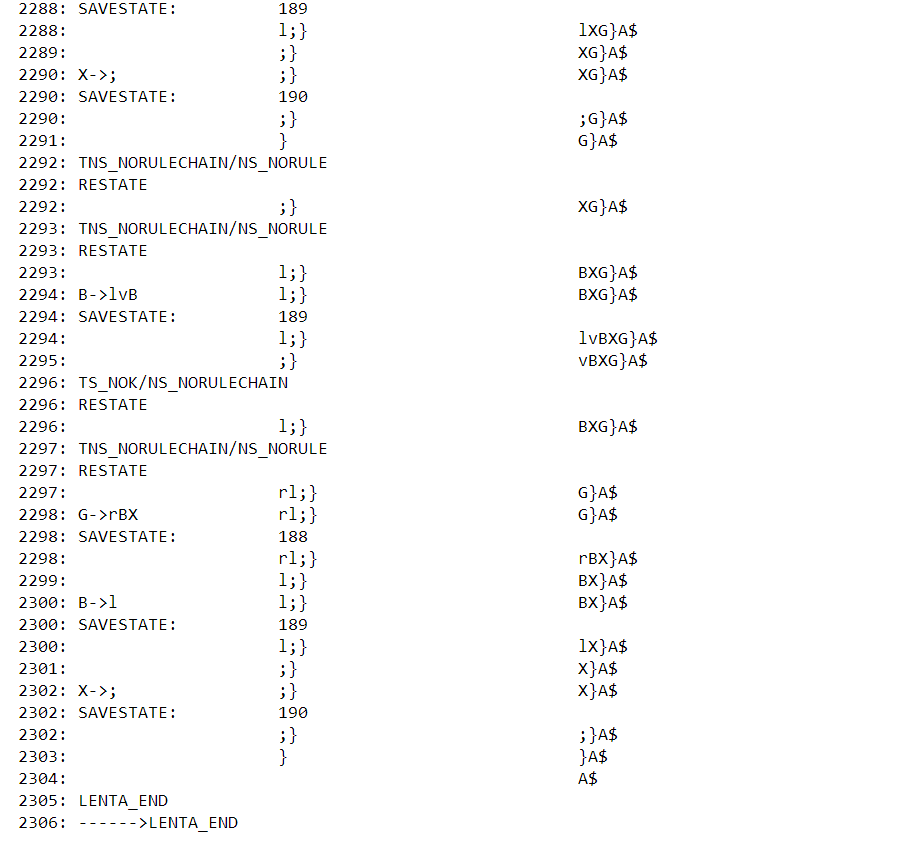 2288: SAVESTATE:          189
2288:                     l;}                           lXG}A$
2289:                     ;}                            XG}A$
2290: X->;                ;}                            XG}A$
2290: SAVESTATE:          190
2290:                     ;}                            ;G}A$
2291:                     }                             G}A$
2292: TNS_NORULECHAIN/NS_NORULE
2292: RESTATE
2292:                     ;}                            XG}A$
2293: TNS_NORULECHAIN/NS_NORULE
2293: RESTATE
2293:                     l;}                           BXG}A$
2294: B->lvB              l;}                           BXG}A$
2294: SAVESTATE:          189
2294:                     l;}                           lvBXG}A$
2295:                     ;}                            vBXG}A$
2296: TS_NOK/NS_NORULECHAIN
2296: RESTATE
2296:                     l;}                           BXG}A$
2297: TNS_NORULECHAIN/NS_NORULE
2297: RESTATE
2297:                     rl;}                          G}A$
2298: G->rBX              rl;}                          G}A$
2298: SAVESTATE:          188
2298:                     rl;}                          rBX}A$
2299:                     l;}                           BX}A$
2300: B->l                l;}                           BX}A$
2300: SAVESTATE:          189
2300:                     l;}                           lX}A$
2301:                     ;}                            X}A$
2302: X->;                ;}                            X}A$
2302: SAVESTATE:          190
2302:                     ;}                            ;}A$
2303:                     }                             }A$
2304:                                                   A$
2305: LENTA_END
2306: ------>LENTA_END